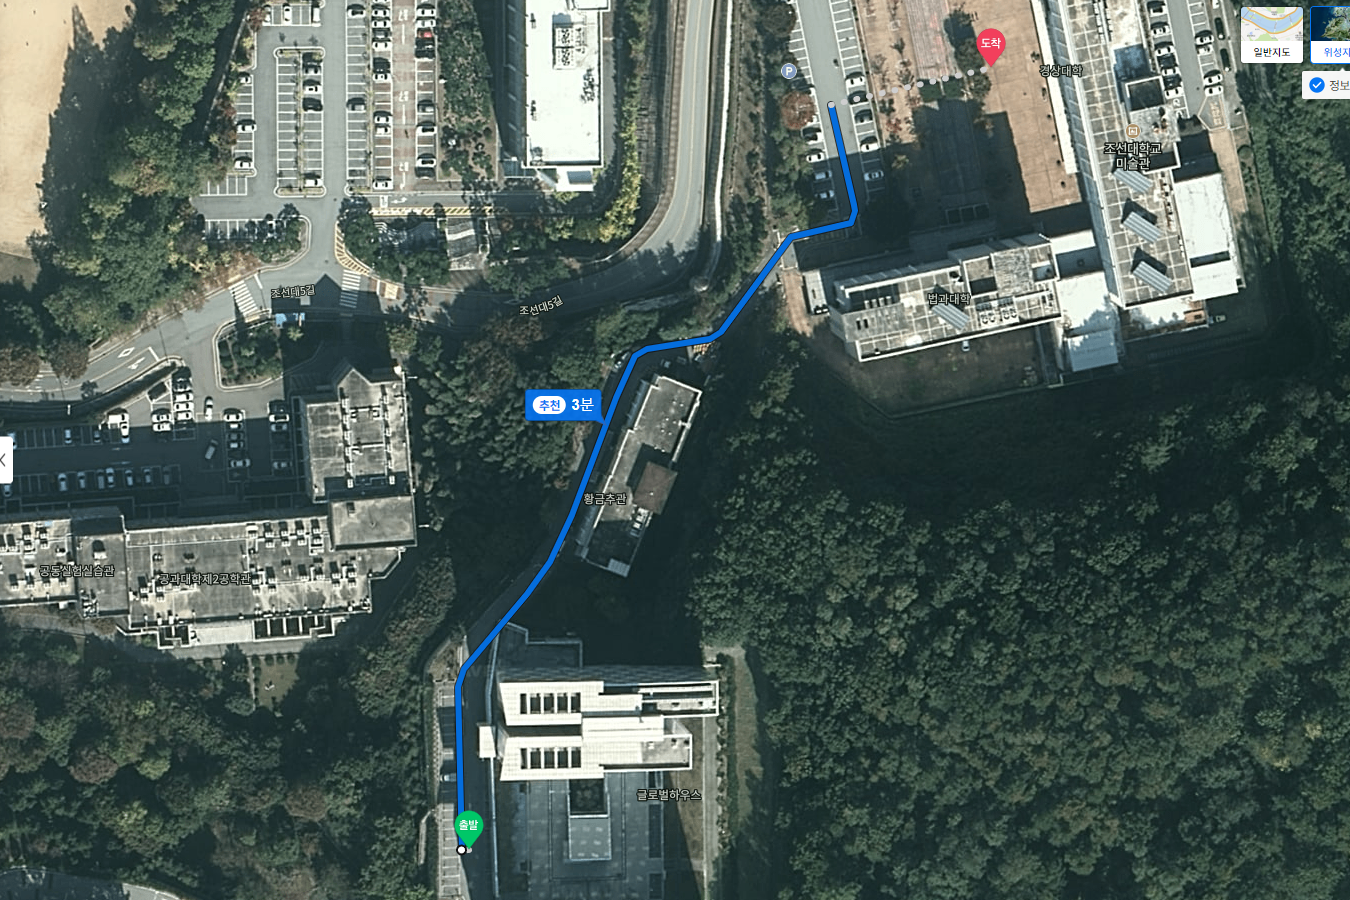 도착
일반지도
위성지
정보
P
경상대학
조선대학교
미술관
조선대5길
조선대5길
법과대학
추천 3분
황금추관
공동실험실습관
공과대학제2공학관
글로벌하우스
출발